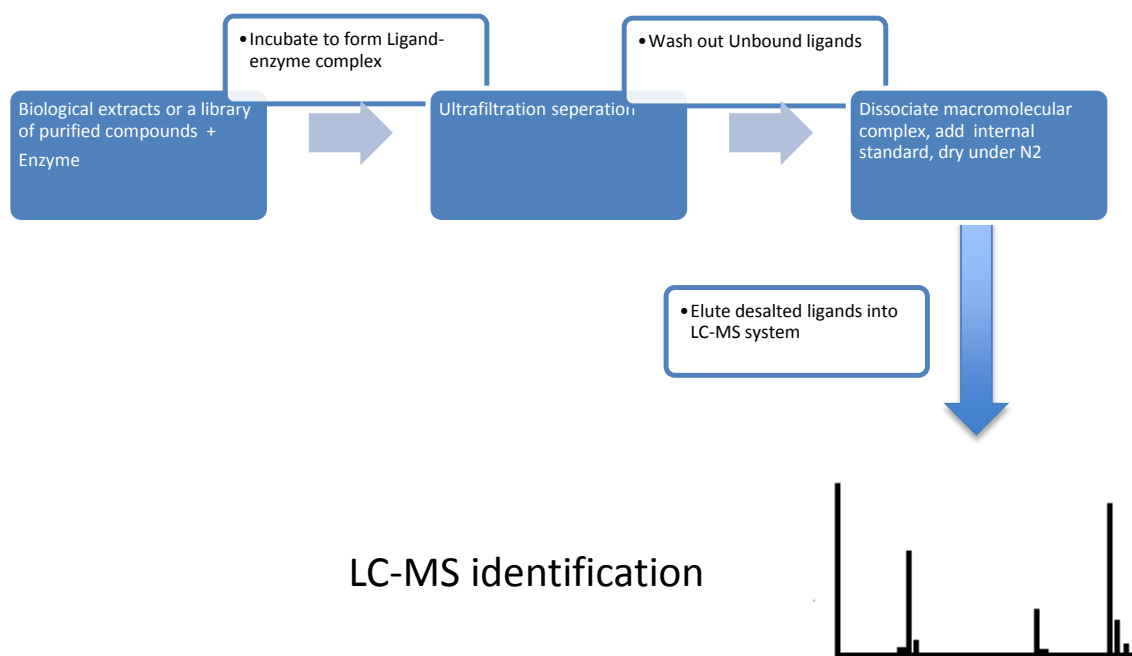 •Incubate to form Ligand-
enzyme complex
•Wash out Unbound ligands
Biological extracts or a library
of purified compounds +
Enzyme
Ultrafiltration seperation
Dissociate macromolecular
complex, add internal
standard, dry under N2
•Elute desalted ligands into
LC-MS system
LC-MS identification